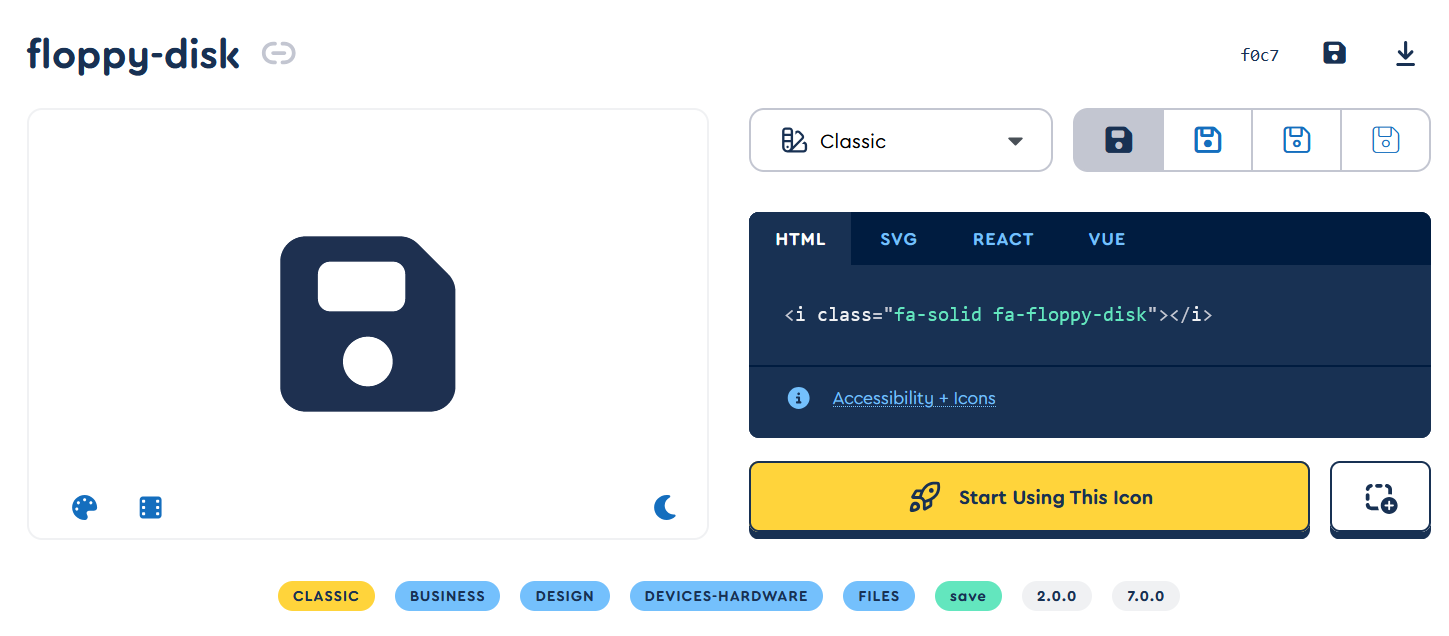 floppy-disk
f0c7
Classic
HTML SVG REACT VUE
<i class="fa-solid fa-floppy-disk"></i>
Accessibility + Icons
Start Using This Icon
CLASSIC BUSINESS DESIGN DEVICES-HARDWARE FILES save 2.0.0 7.0.0